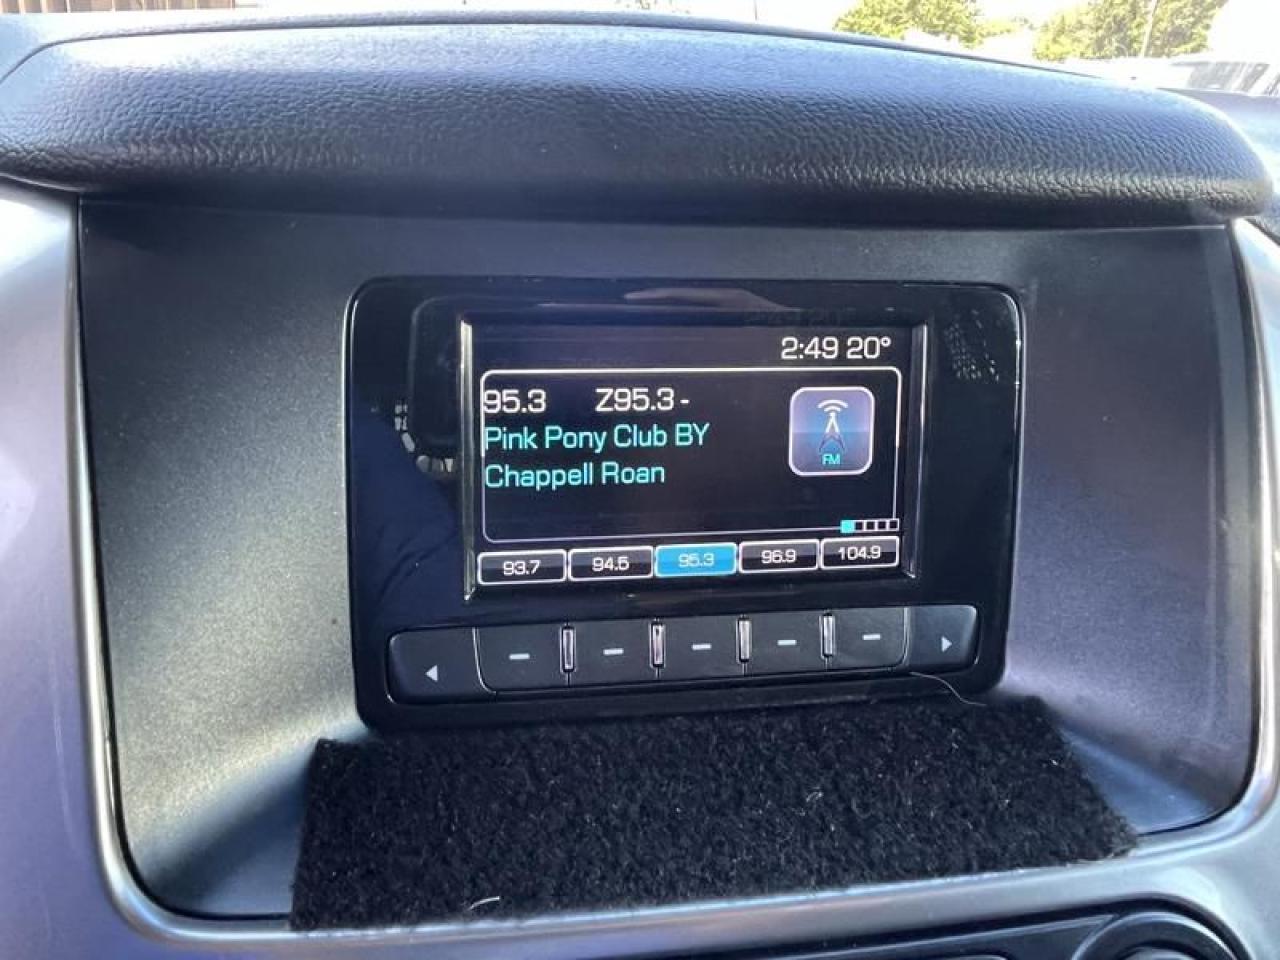 2:49 20°
95.3 Z95.3 -
Pink Pony Club BY
Chappell Roan
FM
93.7 94.5 95.3 96.9 104.9